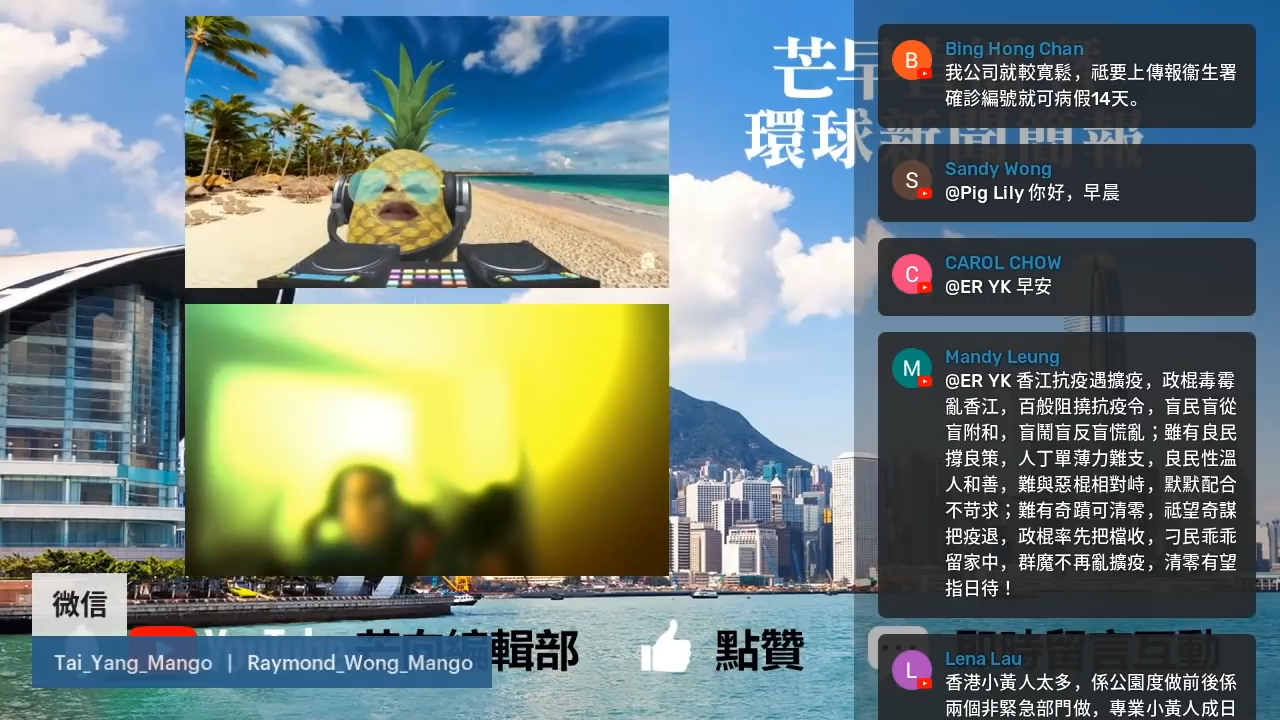 芒早
環球新聞簡報
B
Bing Hong Chan
我公司就較寬鬆，祗要上傳報衞生署
確診編號就可病假14天。
S
Sandy Wong
@Pig Lily 你好，早晨
C
CAROL CHOW
@ER YK 早安
M
Mandy Leung
@ER YK 香江抗疫遇擴疫，政棍毒霉
亂香江，百般阻撓抗疫令，盲民盲從
盲附和，盲鬧盲反盲慌亂；雖有良民
撐良策，人丁單薄力難支，良民性溫
人和善，難與惡棍相對峙，默默配合
不苛求；難有奇蹟可清零，祗望奇謀
把疫退，政棍率先把檔收，刁民乖乖
留家中，群魔不再亂擴疫，清零有望
指日待！
L
Lena Lau
香港小黃人太多，係公園度做前後係
兩個非緊急部門做，專業小黃人成日
微信
Tai_Yang_Mango | Raymond_Wong_Mango
YouTube 芒向編輯部
點讚
即時留言互動